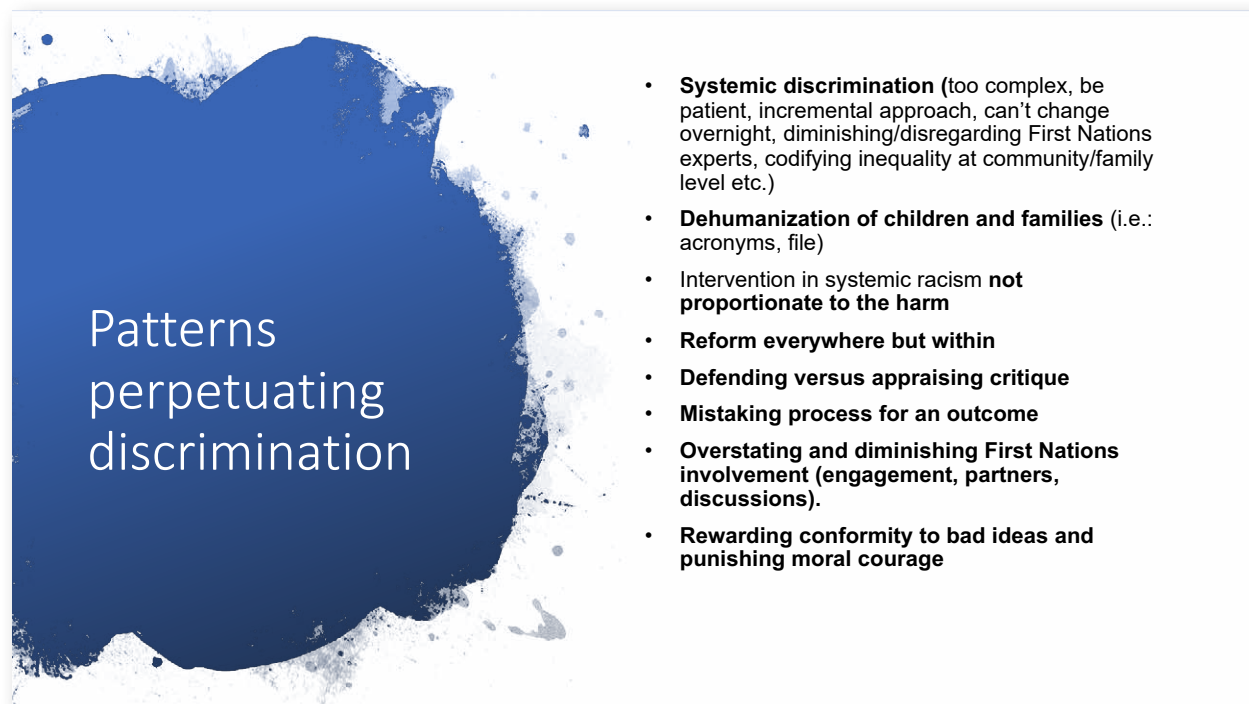 Patterns
perpetuating
discrimination
• Systemic discrimination (too complex, be
patient, incremental approach, can’t change
overnight, diminishing/disregarding First Nations
experts, codifying inequality at community/family
level etc.)
• Dehumanization of children and families (i.e.:
acronyms, file)
• Intervention in systemic racism not
proportionate to the harm
• Reform everywhere but within
• Defending versus appraising critique
• Mistaking process for an outcome
• Overstating and diminishing First Nations
involvement (engagement, partners,
discussions).
• Rewarding conformity to bad ideas and
punishing moral courage